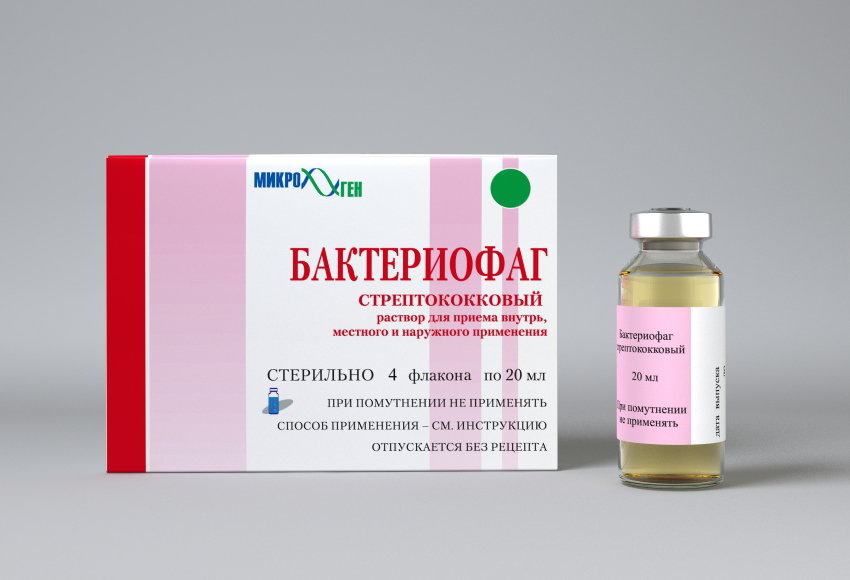 МИКРОГЕН
БАКТЕРИОФАГ
СТРЕПТОКОККОВЫЙ
раствор для приема внутрь,
местного и наружного применения
СТЕРИЛЬНО 4 флакона по 20 мл
ПРИ ПОМУТНЕНИИ НЕ ПРИМЕНЯТЬ
СПОСОБ ПРИМЕНЕНИЯ – СМ. ИНСТРУКЦИЮ
ОТПУСКАЕТСЯ БЕЗ РЕЦЕПТА
Бактериофаг
стрептококковый
20 мл
При помутнении
не применять
дата выпуска